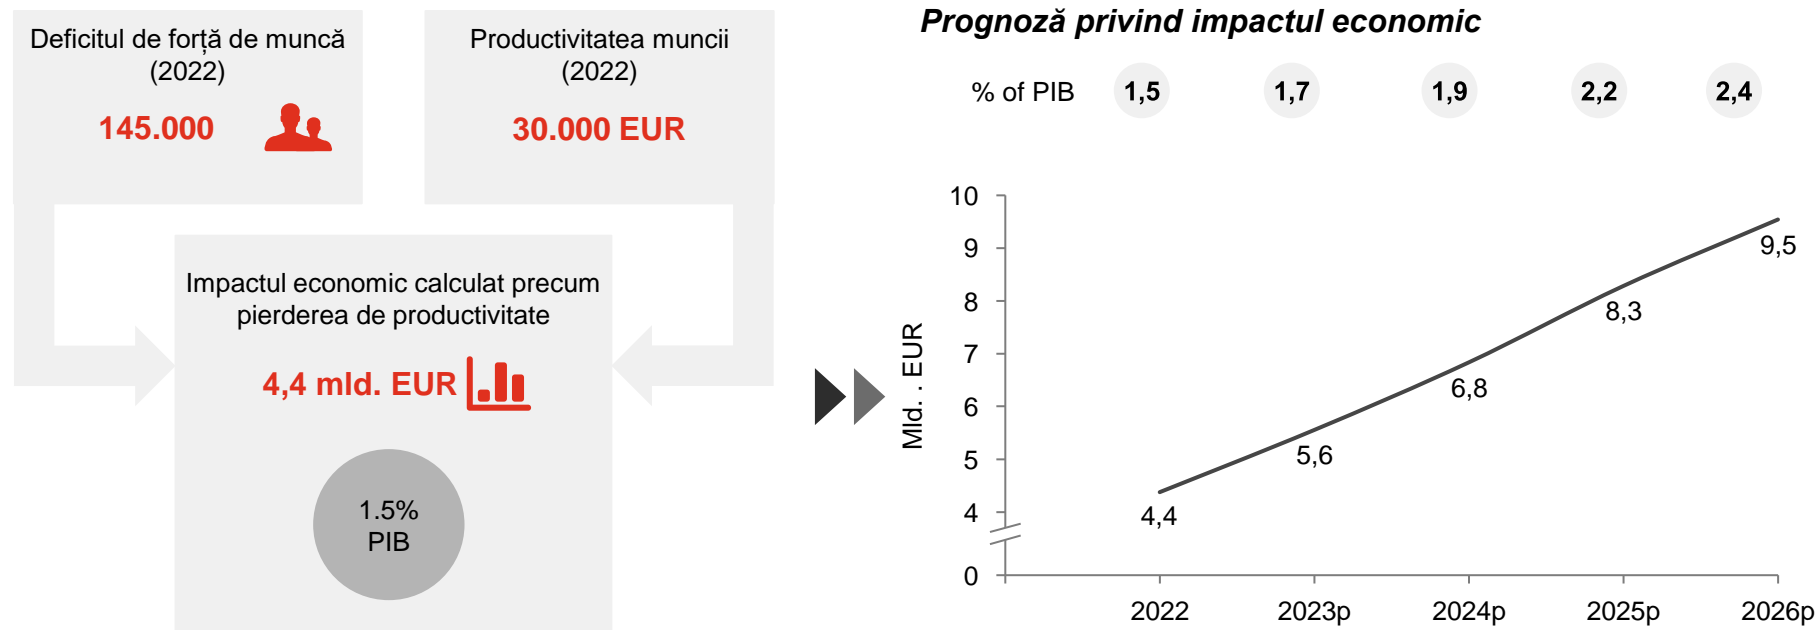 Deficitul de forță de muncă
(2022)
145.000
Productivitatea muncii
(2022)
30.000 EUR
Impactul economic calculat precum
pierderea de productivitate
4,4 mld. EUR
1.5%
PIB
Prognoză privind impactul economic
% of PIB 1,5 1,7 1,9 2,2 2,4
Mld. . EUR
10
9
8
7
6
5
4
0
4,4
5,6
6,8
8,3
9,5
2022 2023p 2024p 2025p 2026p